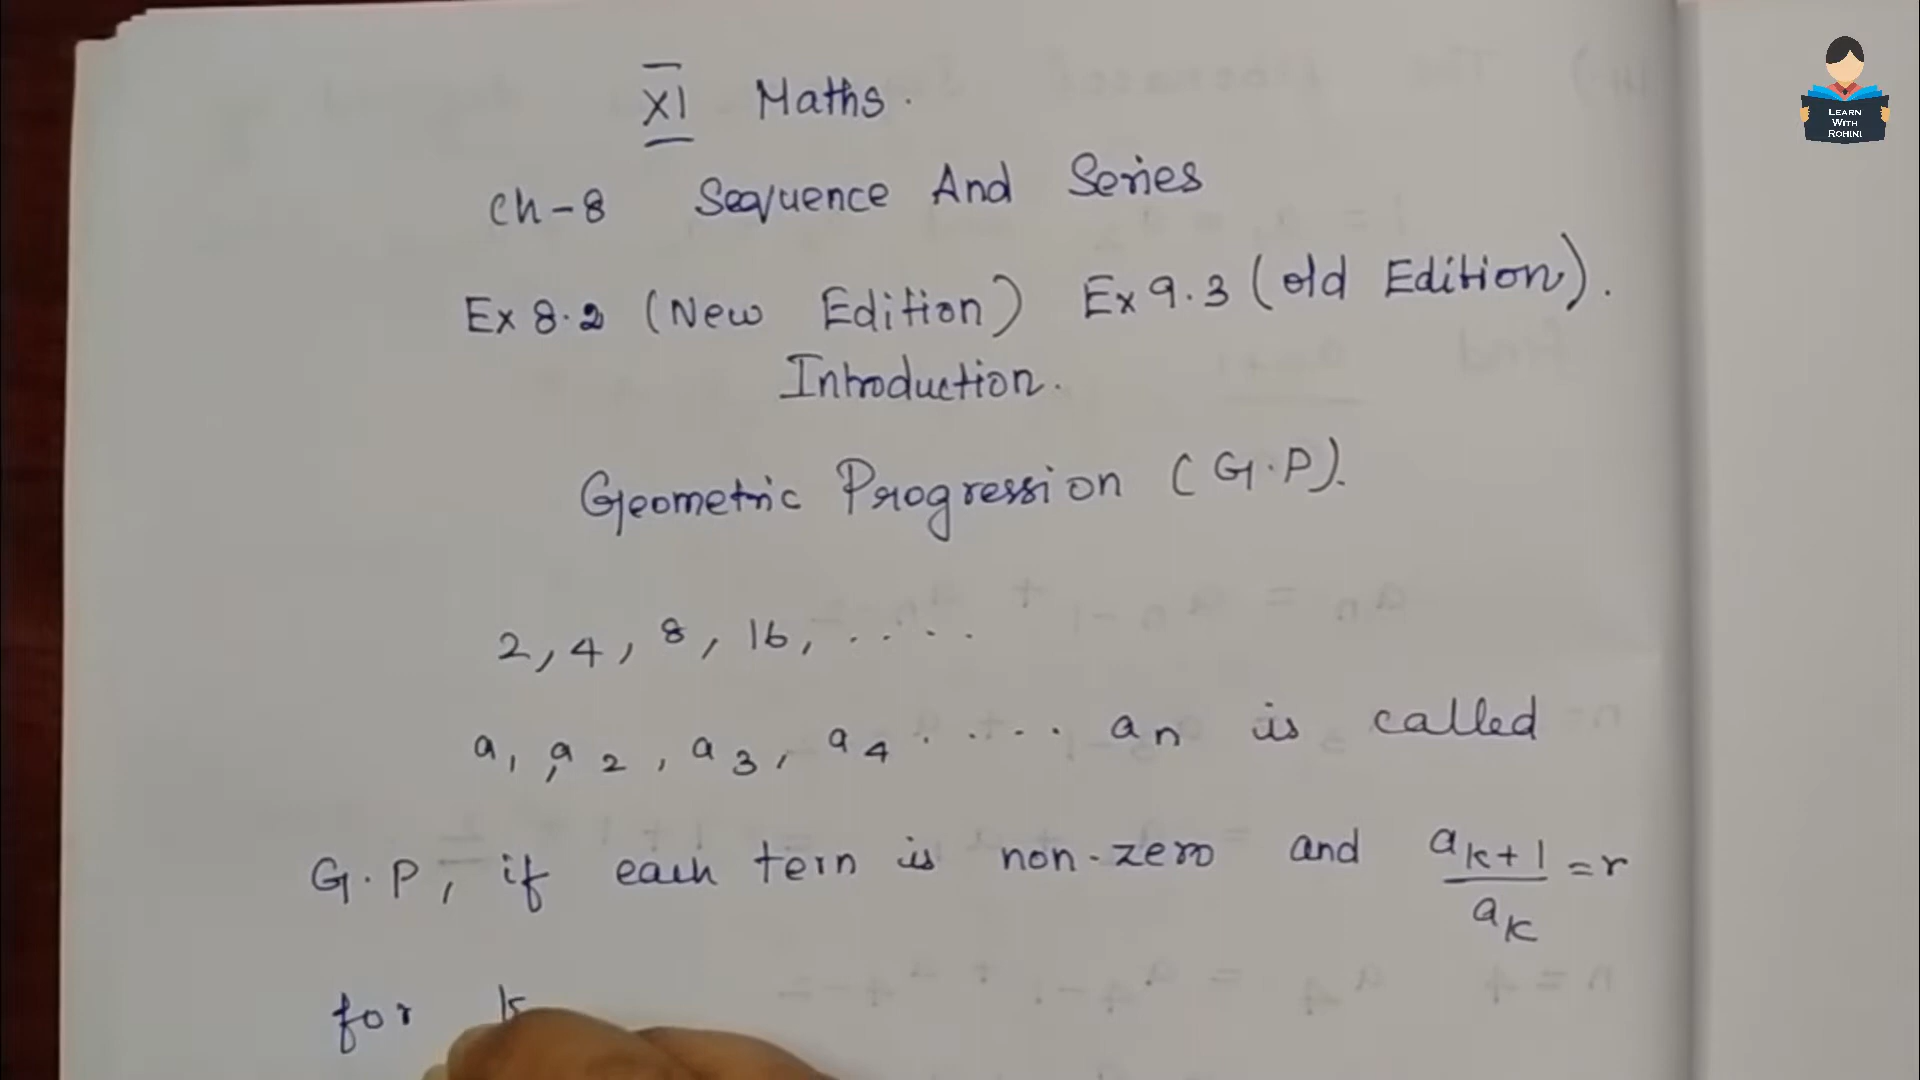 XI Maths.
Ch-8 Sequence And Series
Ex 8.2 (New Edition) Ex 9.3 (old Edition).
Introduction.
Geometric Progression (G.P).
2, 4, 8, 16, ....
a1, a2, a3, a4 ..... an is called
G.P, if each term is non-zero and ak+1/ak = r
for k
LEARN
WITH
ROHINI